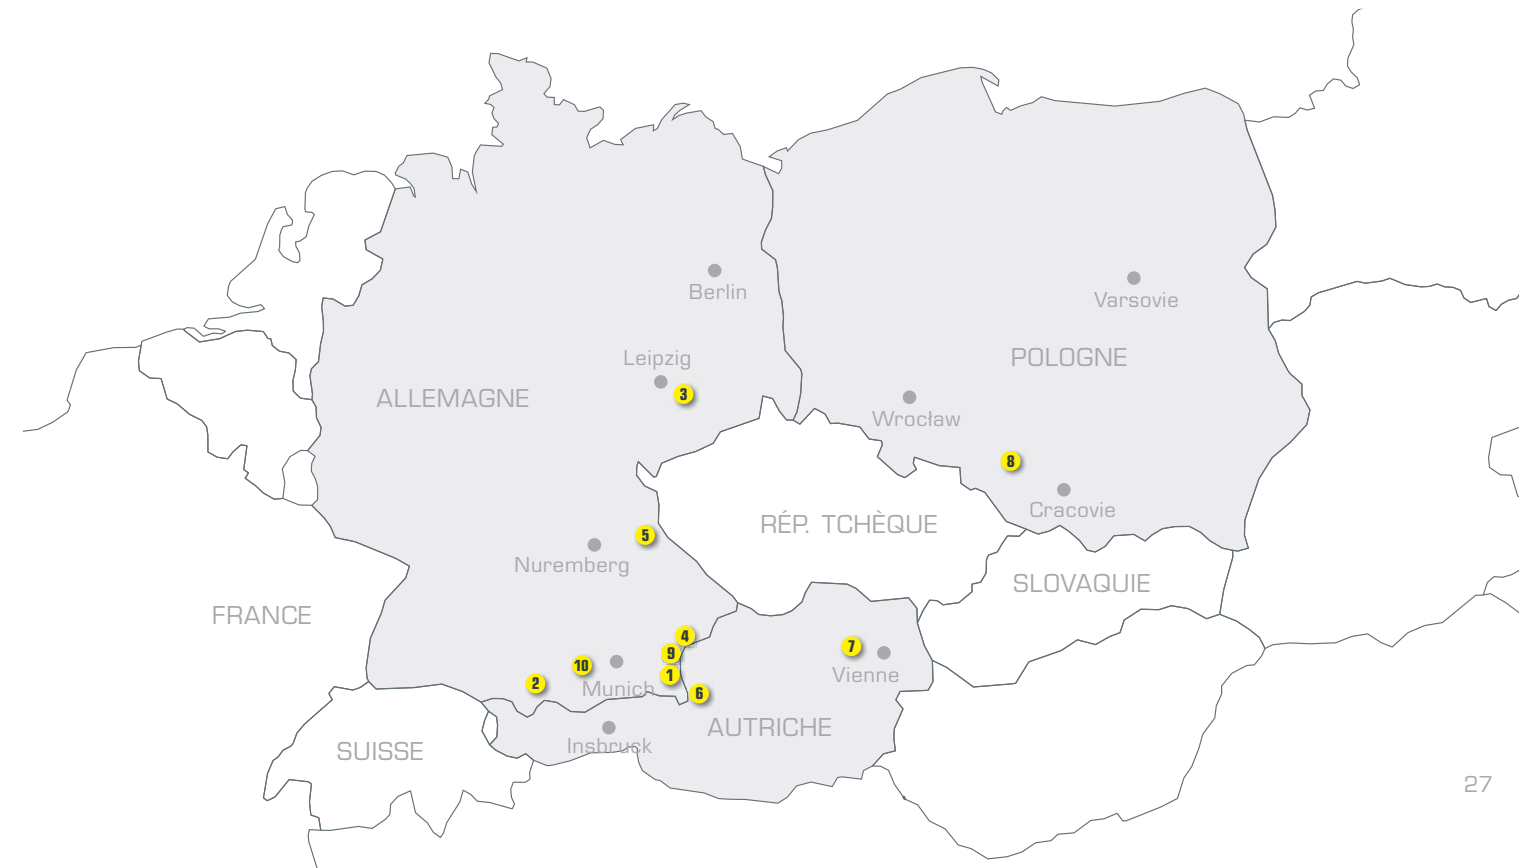 Berlin
Varsovie
Leipzig
POLOGNE
ALLEMAGNE
3
Wrocław
8
Cracovie
RÉP. TCHÈQUE
5
Nuremberg
SLOVAQUIE
FRANCE
4
9
7
10
1
Vienne
2
Munich
6
AUTRICHE
Insbruck
SUISSE
27